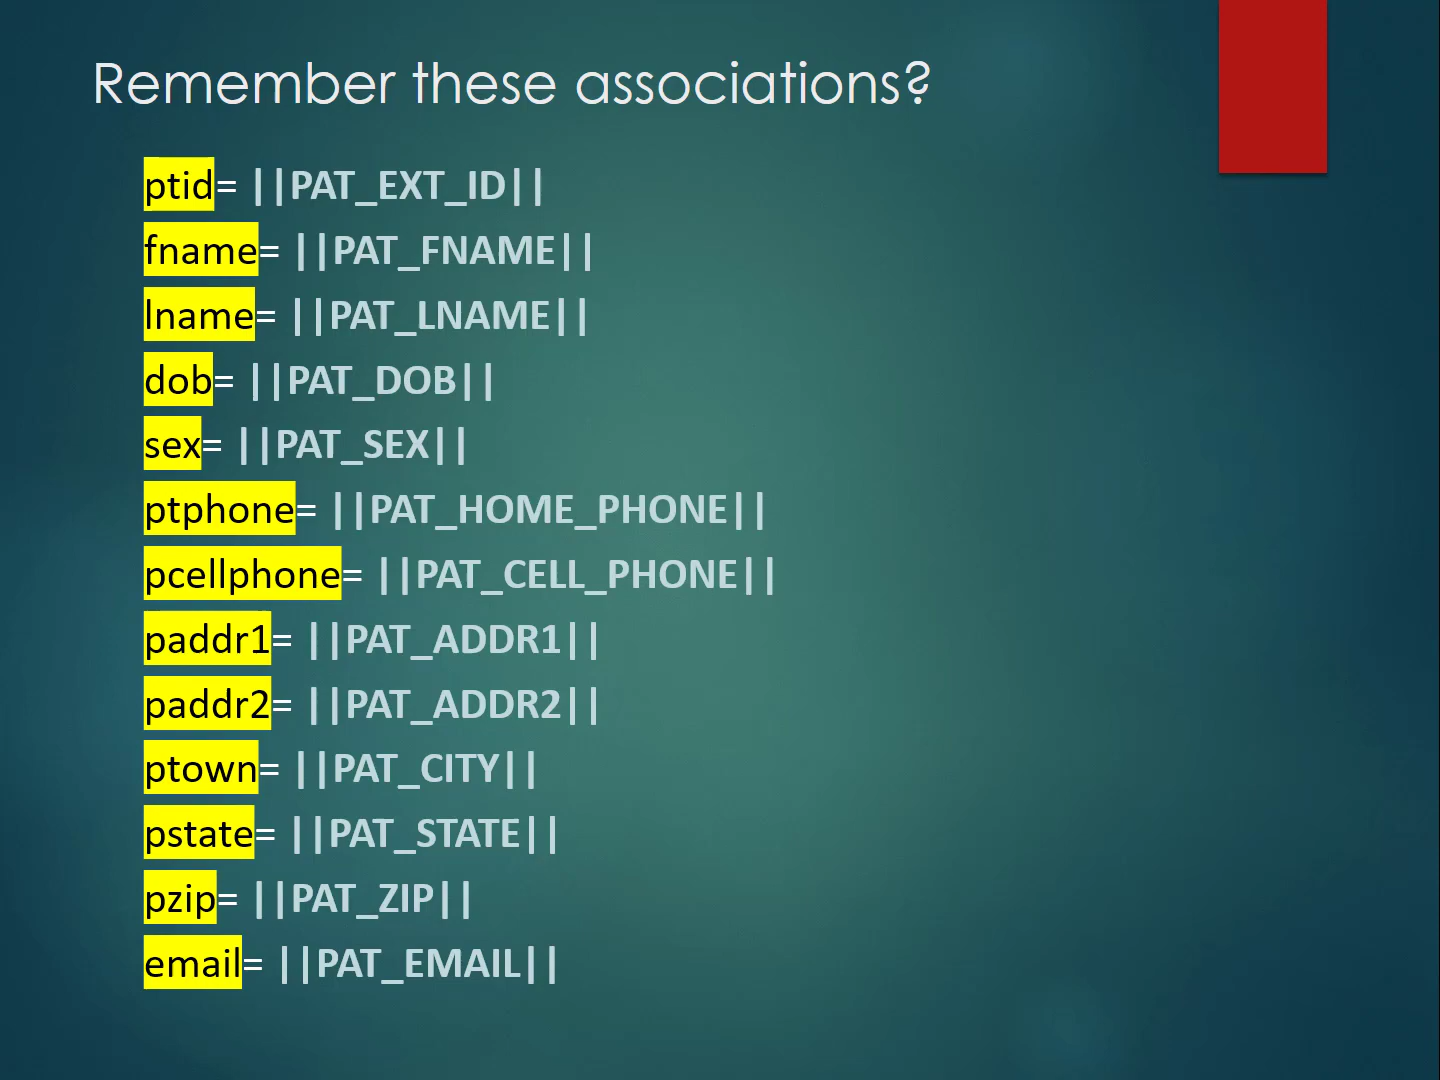 Remember these associations?
ptid= ||PAT_EXT_ID||
fname= ||PAT_FNAME||
lname= ||PAT_LNAME||
dob= ||PAT_DOB||
sex= ||PAT_SEX||
ptphone= ||PAT_HOME_PHONE||
pcellphone= ||PAT_CELL_PHONE||
paddr1= ||PAT_ADDR1||
paddr2= ||PAT_ADDR2||
ptown= ||PAT_CITY||
pstate= ||PAT_STATE||
pzip= ||PAT_ZIP||
email= ||PAT_EMAIL||